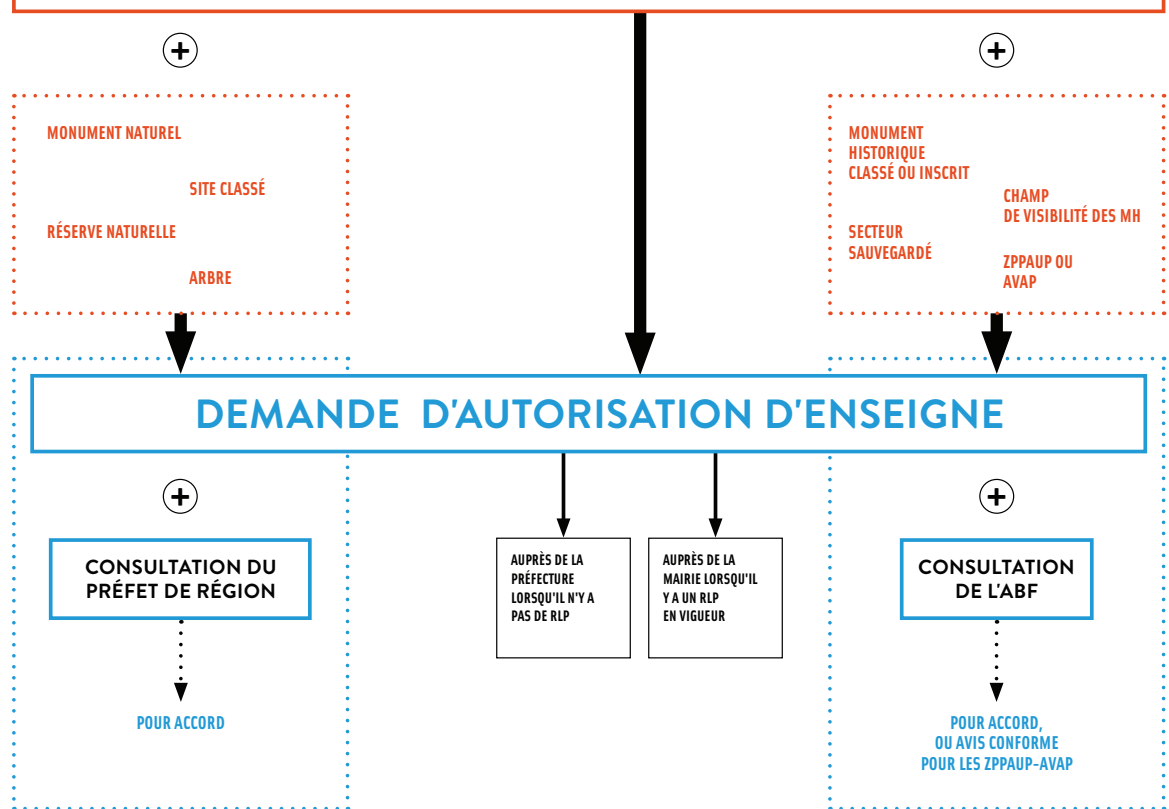 MONUMENT NATUREL
SITE CLASSÉ
RÉSERVE NATURELLE
ARBRE
MONUMENT
HISTORIQUE
CLASSÉ OU INSCRIT
CHAMP
DE VISIBILITÉ DES MH
SECTEUR
SAUVEGARDÉ
ZPPAUP OU
AVAP
DEMANDE D'AUTORISATION D'ENSEIGNE
CONSULTATION DU
PRÉFET DE RÉGION
POUR ACCORD
AUPRÈS DE LA
PRÉFECTURE
LORSQU'IL N'Y A
PAS DE RLP
AUPRÈS DE LA
MAIRIE LORSQU'IL
Y A UN RLP
EN VIGUEUR
CONSULTATION
DE L'ABF
POUR ACCORD,
OU AVIS CONFORME
POUR LES ZPPAUP-AVAP